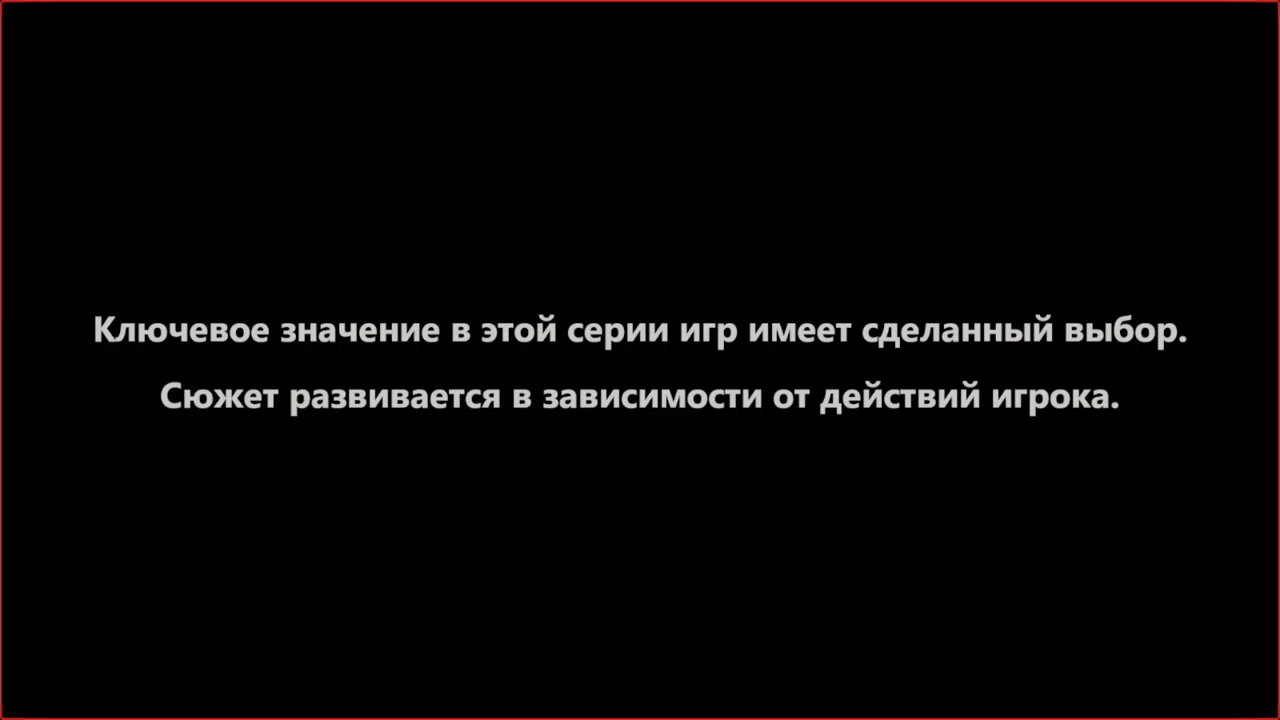 Ключевое значение в этой серии игр имеет сделанный выбор.
Сюжет развивается в зависимости от действий игрока.